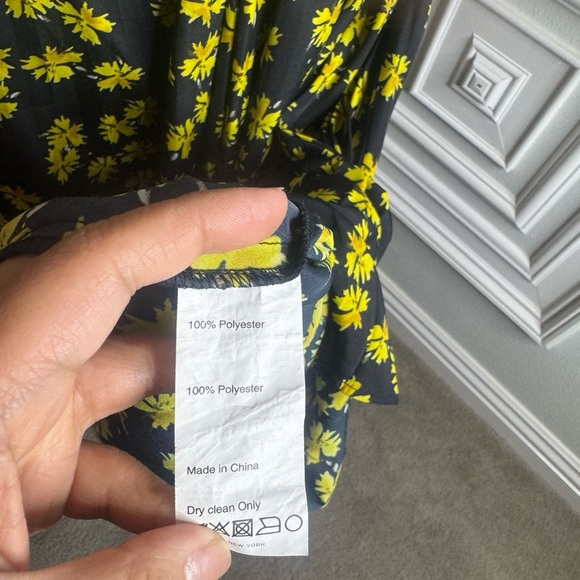 100% Polyester
100% Polyester
Made in China
Dry clean Only
NEW YORK